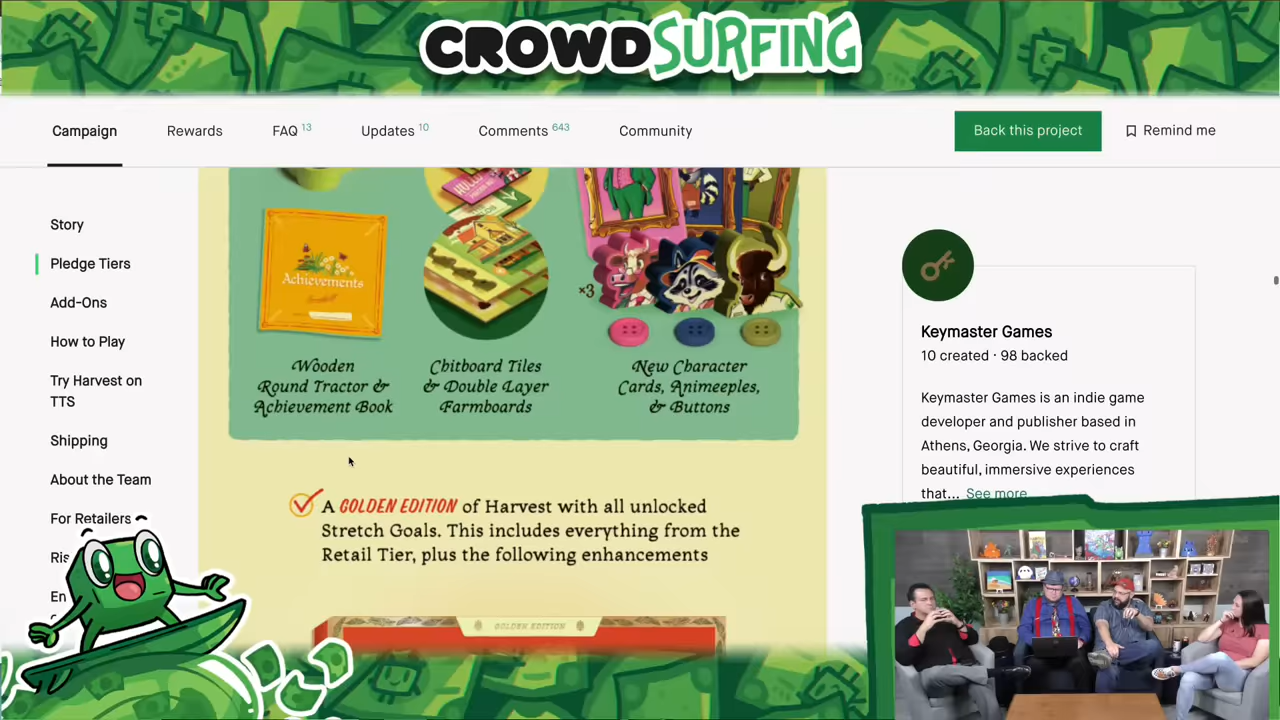 CROWDSURFING
Campaign
Rewards
FAQ 13
Updates 10
Comments 643
Community
Back this project
Remind me
Story
Pledge Tiers
Add-Ons
How to Play
Try Harvest on
TTS
Shipping
About the Team
For Retailers
Ris
En
Achievements
×3
Wooden
Round Tractor &
Achievement Book
Chitboard Tiles
& Double Layer
Farmboards
New Character
Cards, Animeeples,
& Buttons
A GOLDEN EDITION of Harvest with all unlocked
Stretch Goals. This includes everything from the
Retail Tier, plus the following enhancements
GOLDEN EDITION
Keymaster Games
10 created · 98 backed
Keymaster Games is an indie game
developer and publisher based in
Athens, Georgia. We strive to craft
beautiful, immersive experiences
that... See more